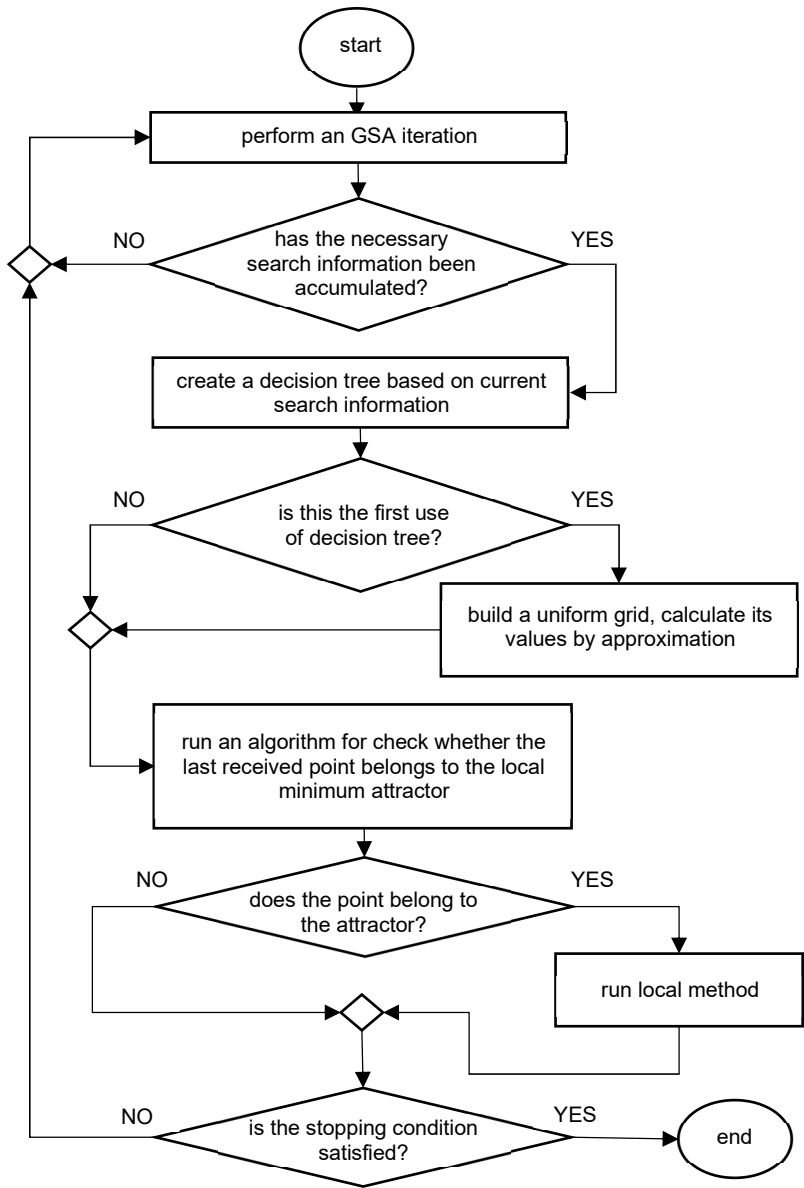 start
perform an GSA iteration
NO
YES
has the necessary
search information been
accumulated?
create a decision tree based on current
search information
NO
YES
is this the first use
of decision tree?
build a uniform grid, calculate its
values by approximation
run an algorithm for check whether the
last received point belongs to the local
minimum attractor
NO
YES
does the point belong to
the attractor?
run local method
NO
YES
is the stopping condition
satisfied?
end